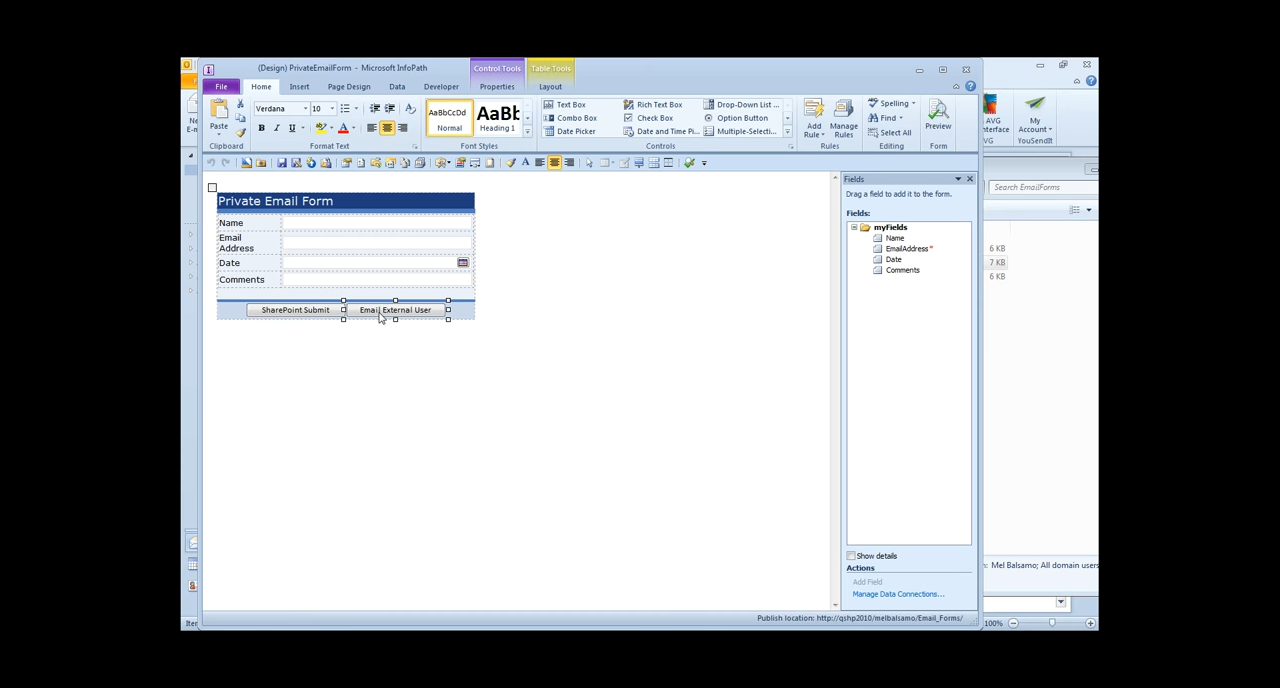 (Design) PrivateEmailForm - Microsoft InfoPath
Control Tools
Table Tools
File
Home
Insert
Page Design
Data
Developer
Properties
Layout
Paste
Clipboard
Verdana
10
B I U
Format Text
AaBbCcDd
Normal
AaBb
Heading 1
Font Styles
Text Box
Combo Box
Date Picker
Rich Text Box
Check Box
Date and Time Pi...
Drop-Down List ...
Option Button
Multiple-Selecti...
Controls
Add Rule
Manage Rules
Rules
Spelling
Find
Select All
Editing
Preview
Form
My Account
YouSendIt
AVG
Search EmailForms
6 KB
7 KB
6 KB
Private Email Form
Name
Email
Address
Date
Comments
SharePoint Submit
Email External User
Fields
Drag a field to add it to the form.
Fields:
myFields
Name
EmailAddress*
Date
Comments
Show details
Actions
Add Field
Manage Data Connections...
Mel Balsamo; All domain users
Publish location: http://qshp2010/melbalsamo/Email_Forms/
100%